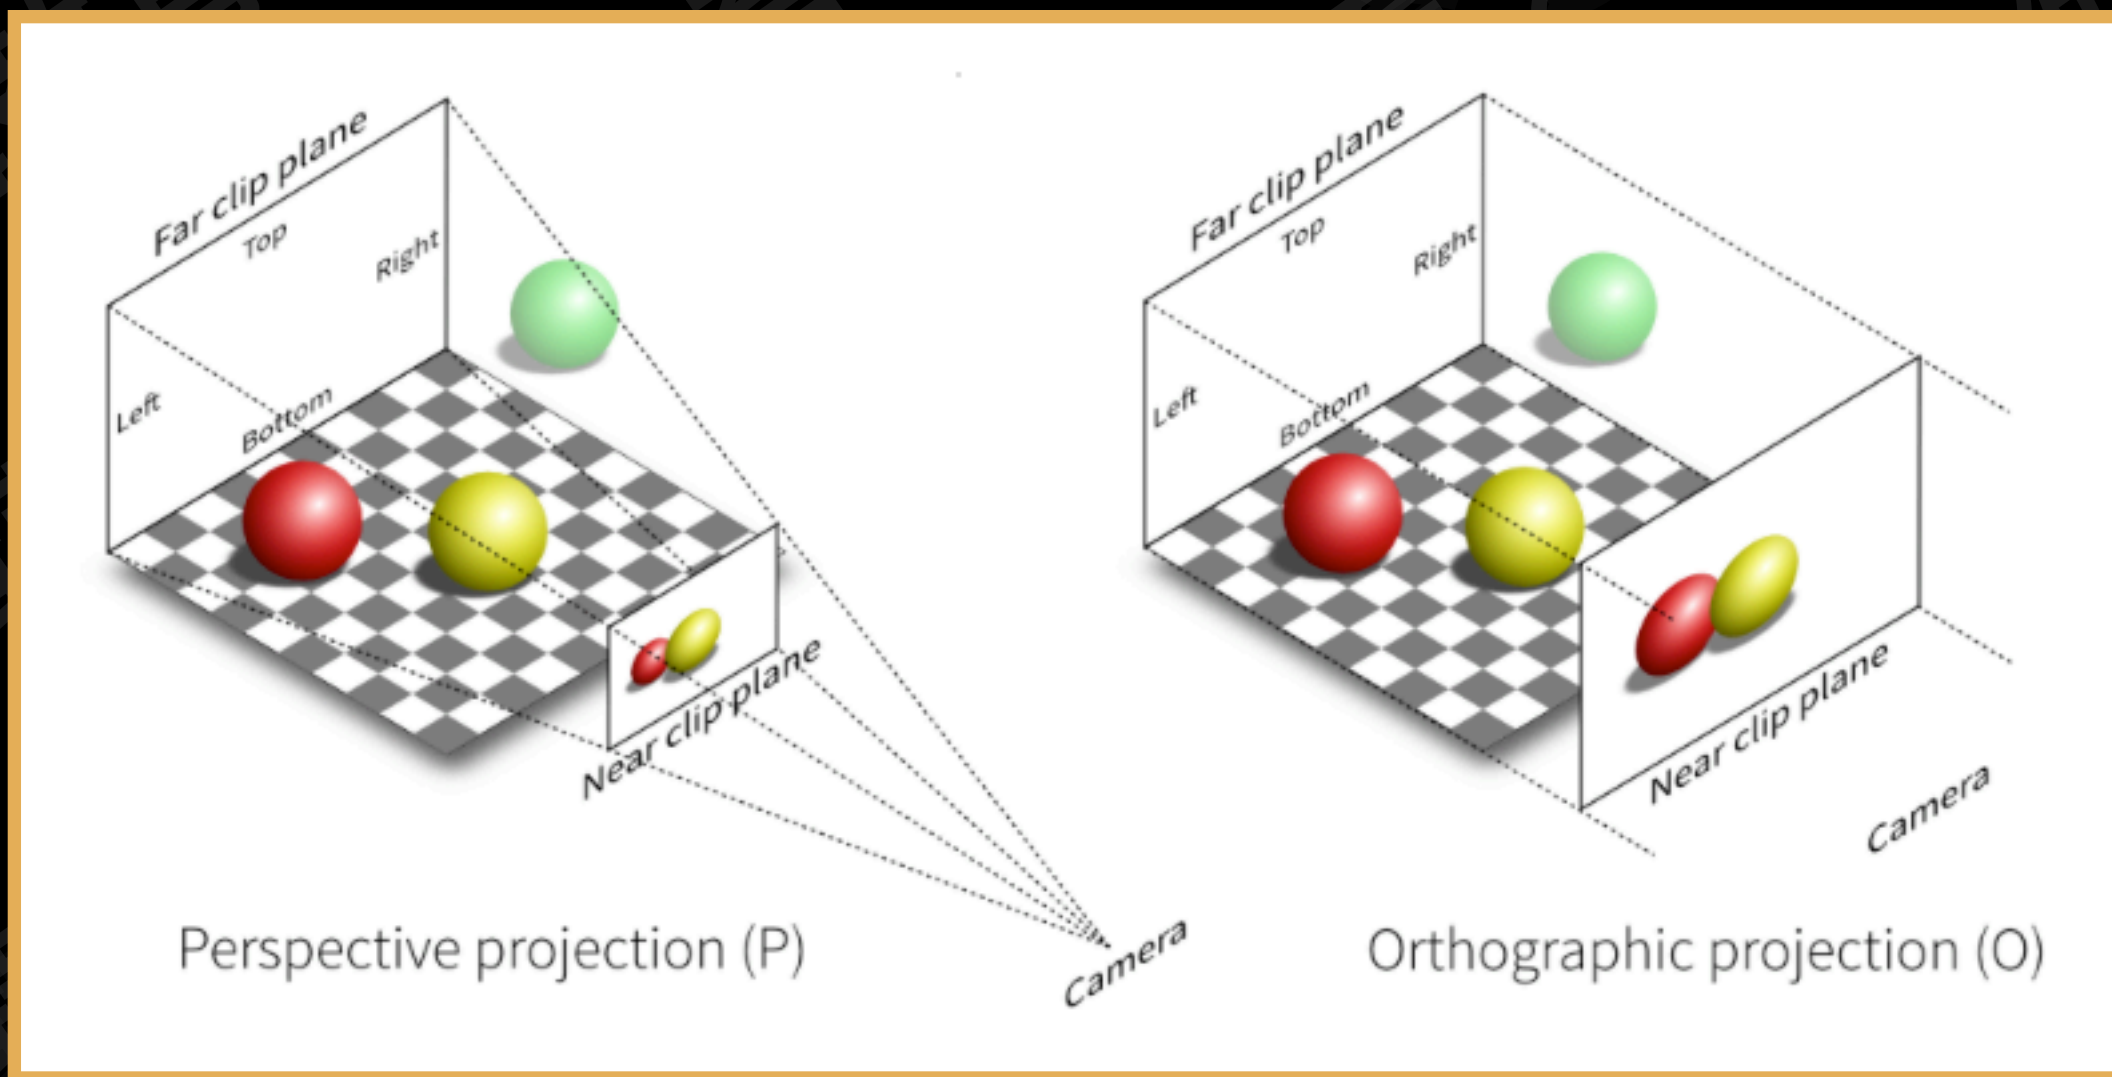 Far clip plane
Top
Right
Left
Bottom
Near clip plane
Camera
Perspective projection (P)
Far clip plane
Top
Right
Left
Bottom
Near clip plane
Camera
Orthographic projection (O)